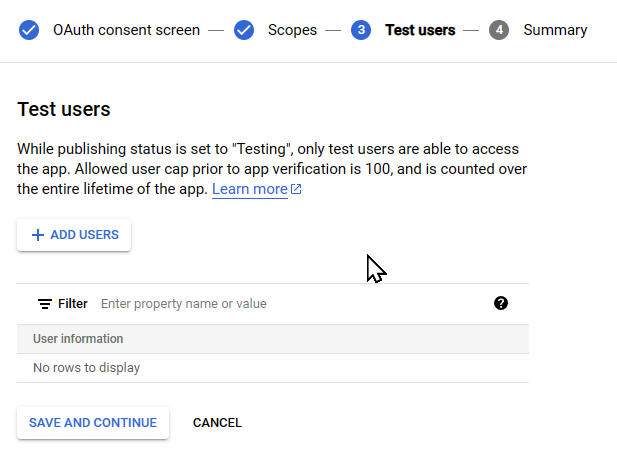 OAuth consent screen — Scopes — 3 Test users — 4 Summary
Test users
While publishing status is set to "Testing", only test users are able to access
the app. Allowed user cap prior to app verification is 100, and is counted over
the entire lifetime of the app. Learn more
+ ADD USERS
Filter Enter property name or value ?
User information
No rows to display
SAVE AND CONTINUE CANCEL